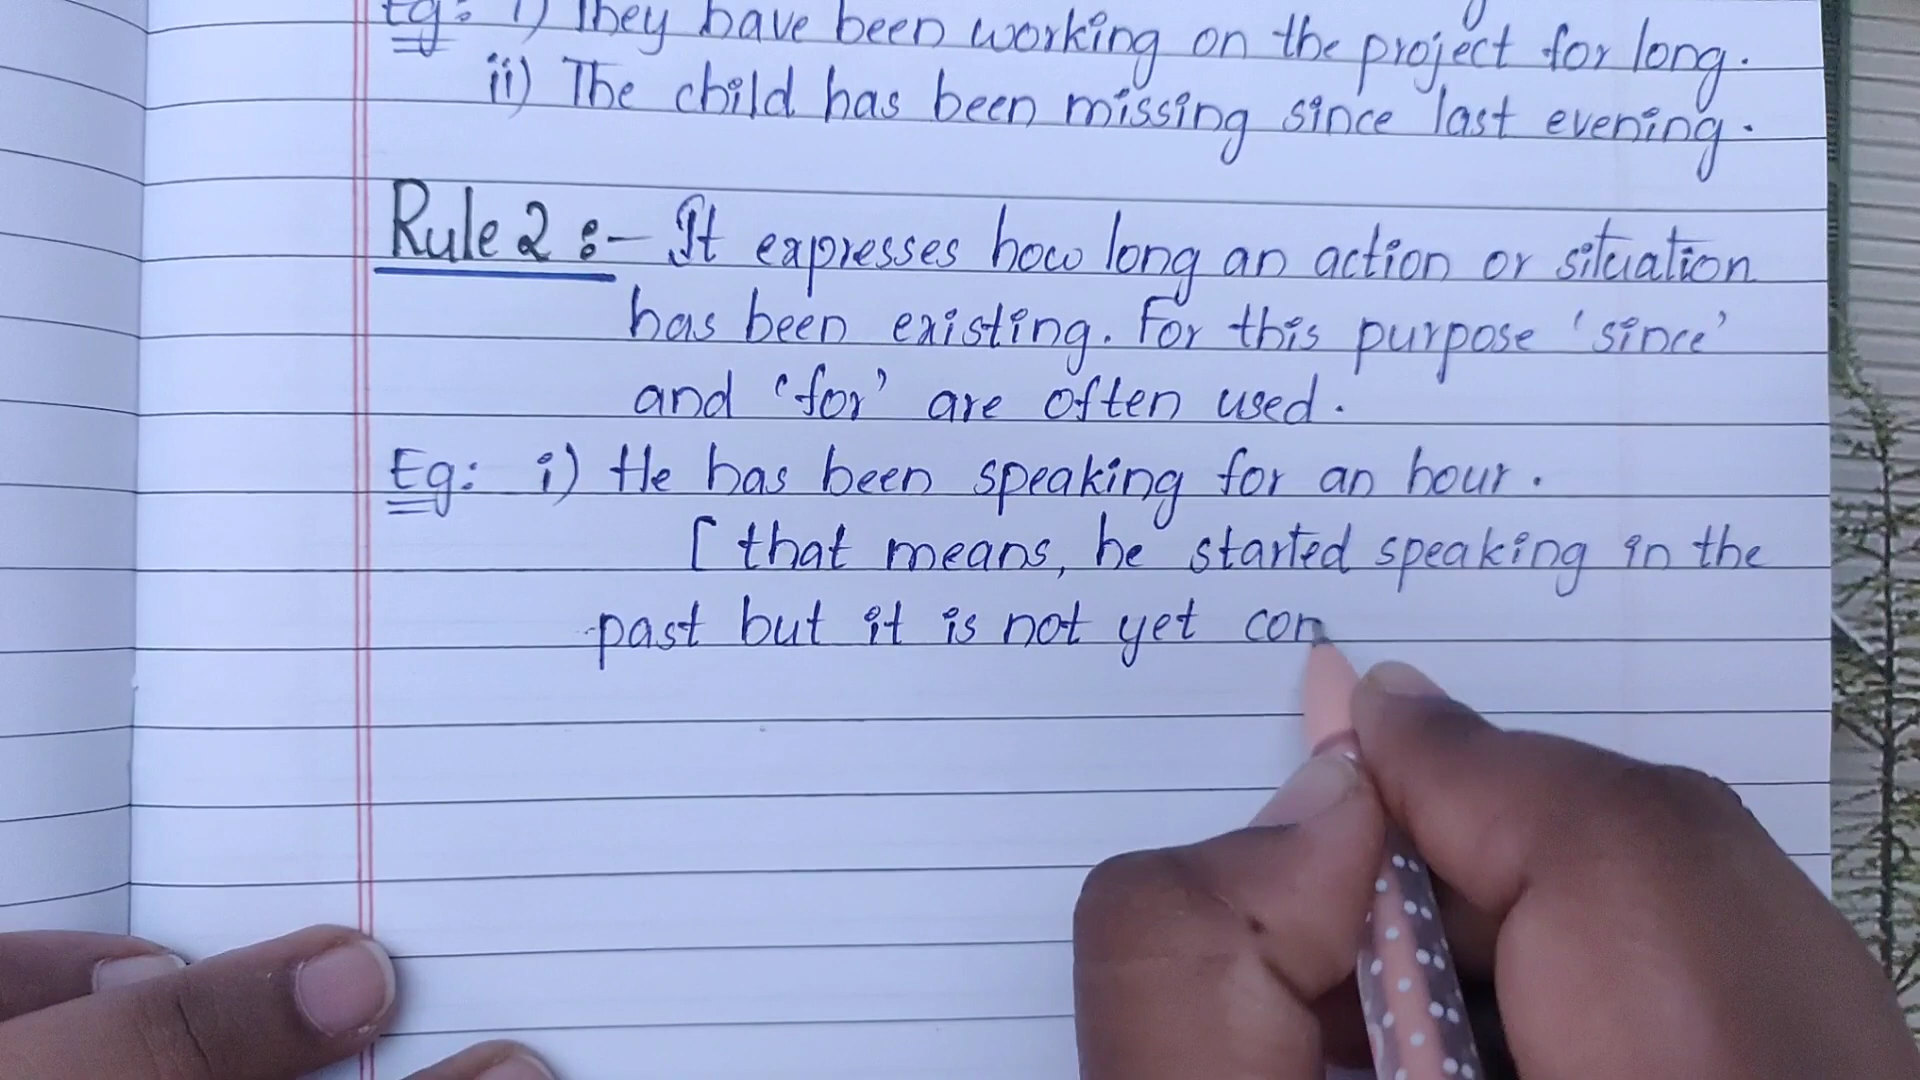 Eg: i) They have been working on the project for long.
ii) The child has been missing since last evening.
Rule 2 :- It expresses how long an action or situation
has been existing. For this purpose 'since'
and 'for' are often used.
Eg: i) He has been speaking for an hour.
[ that means, he started speaking in the
past but it is not yet con